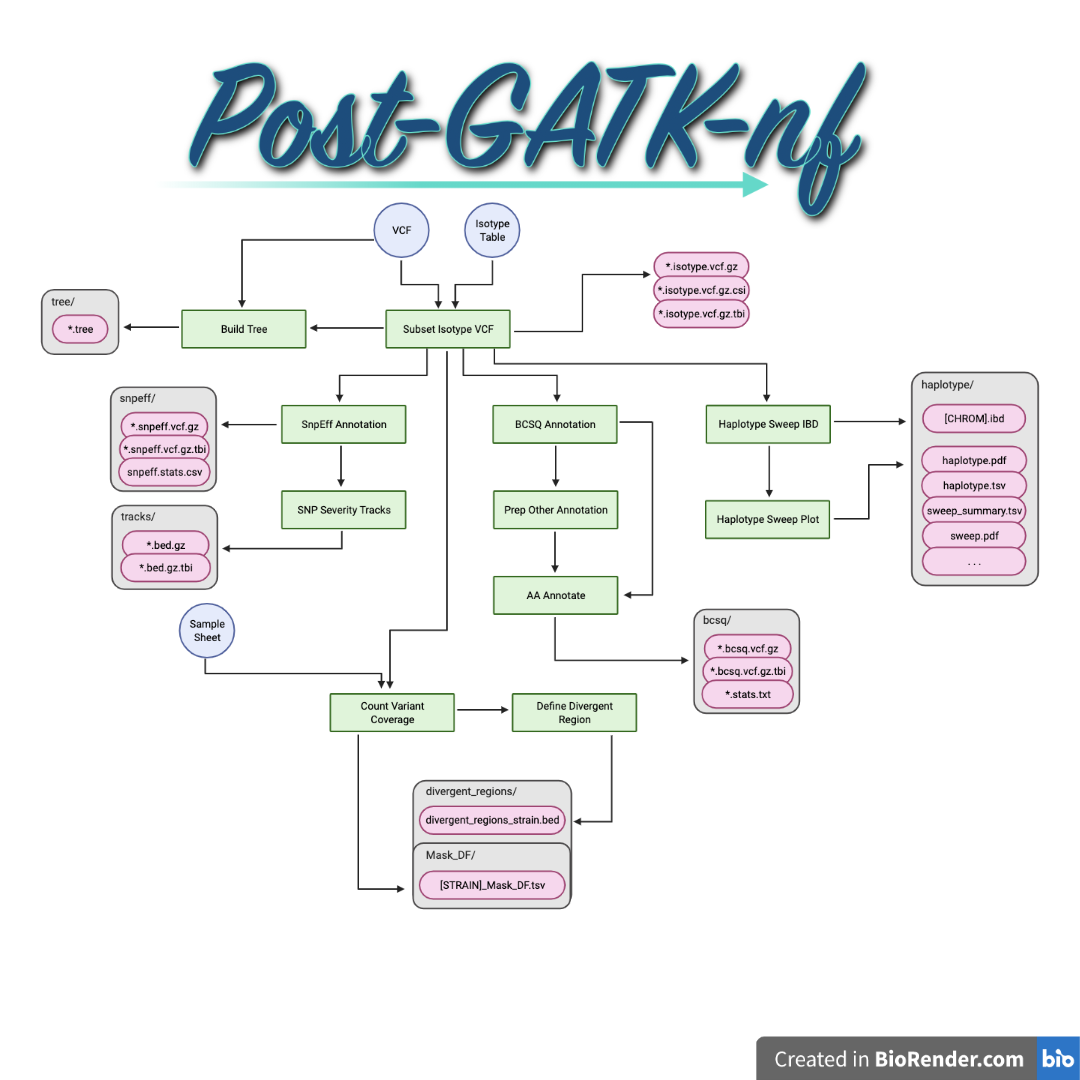 Post-GATK-nf
VCF
Isotype
Table
*.isotype.vcf.gz
*.isotype.vcf.gz.csi
*.isotype.vcf.gz.tbi
tree/
*.tree
Build Tree
Subset Isotype VCF
snpeff/
*.snpeff.vcf.gz
*.snpeff.vcf.gz.tbi
snpeff.stats.csv
SnpEff Annotation
BCSQ Annotation
Haplotype Sweep IBD
haplotype/
[CHROM].ibd
haplotype.pdf
haplotype.tsv
sweep_summary.tsv
sweep.pdf
...
tracks/
*.bed.gz
*.bed.gz.tbi
SNP Severity Tracks
Prep Other Annotation
Haplotype Sweep Plot
AA Annotate
Sample
Sheet
bcsq/
*.bcsq.vcf.gz
*.bcsq.vcf.gz.tbi
*.stats.txt
Count Variant
Coverage
Define Divergent
Region
divergent_regions/
divergent_regions_strain.bed
Mask_DF/
[STRAIN]_Mask_DF.tsv
Created in BioRender.com bio